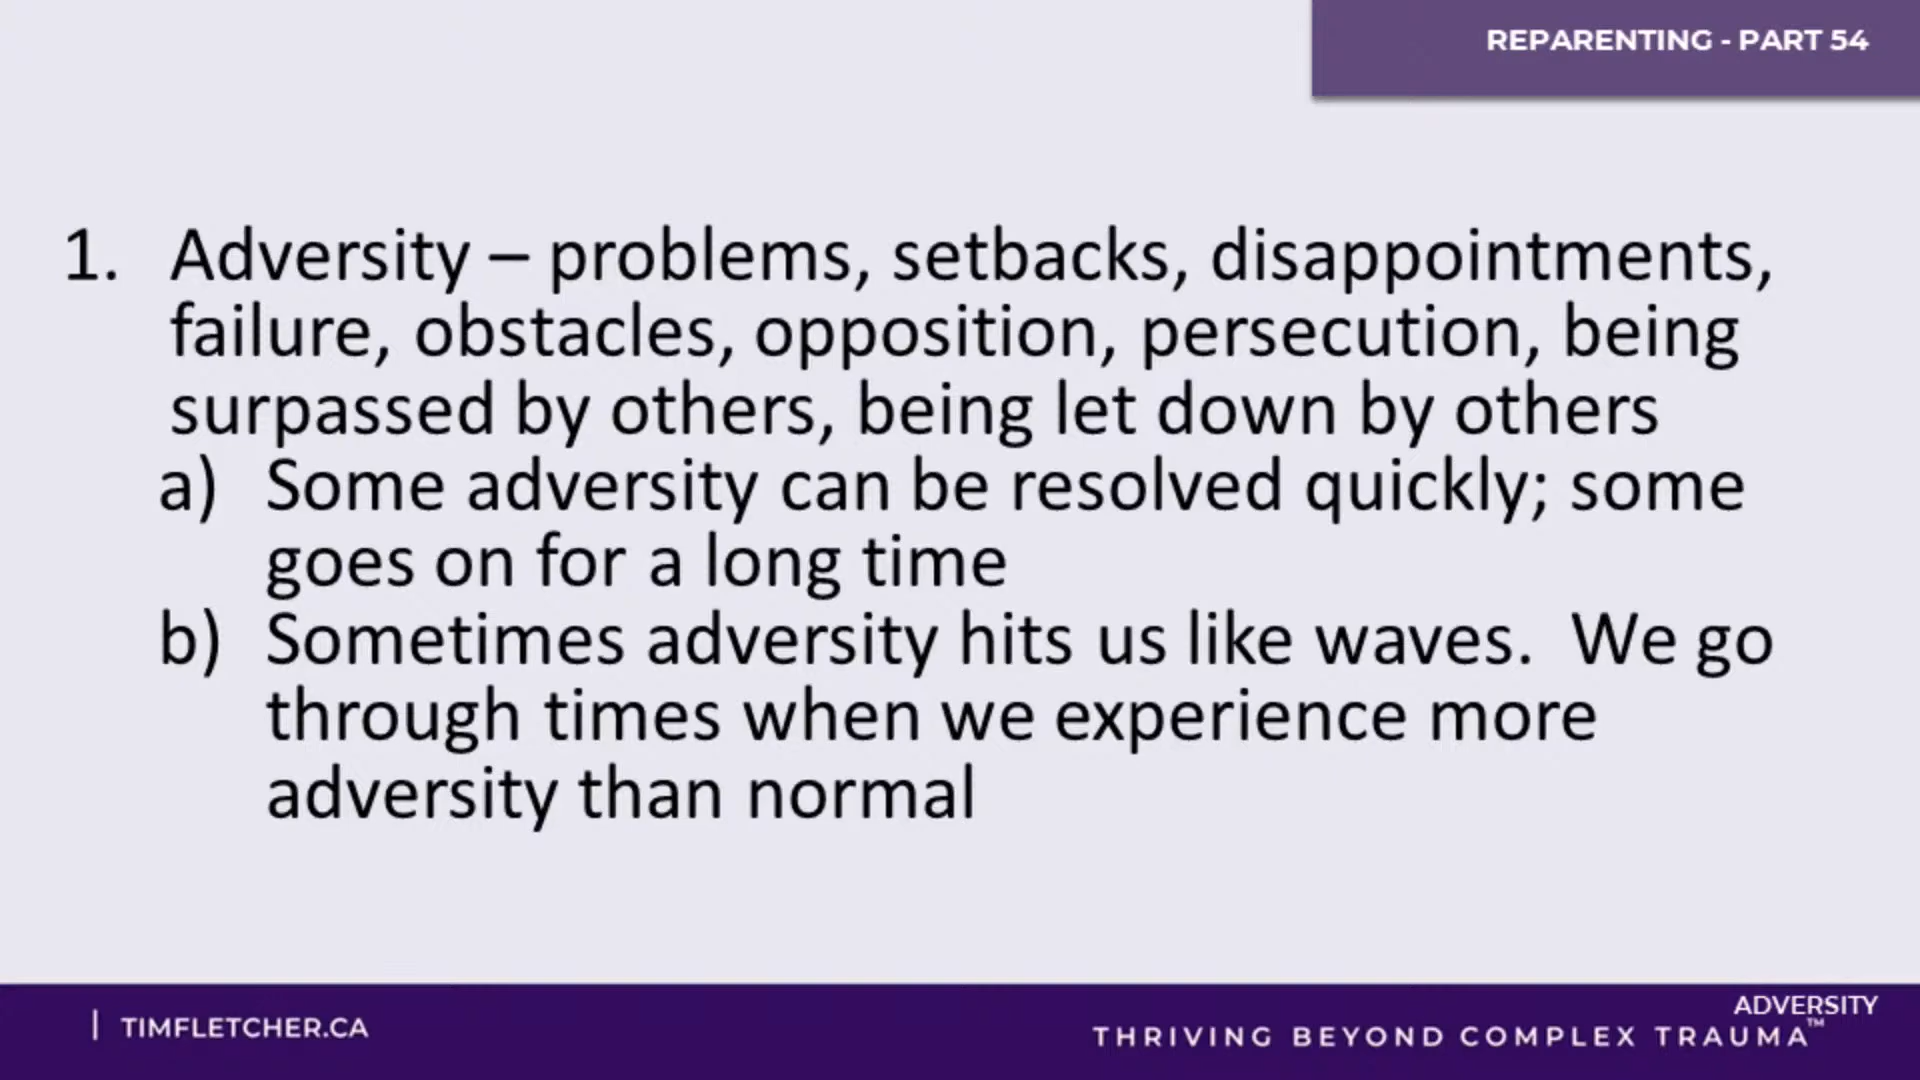 REPARENTING - PART 54
1. Adversity – problems, setbacks, disappointments,
failure, obstacles, opposition, persecution, being
surpassed by others, being let down by others
a) Some adversity can be resolved quickly; some
goes on for a long time
b) Sometimes adversity hits us like waves.  We go
through times when we experience more
adversity than normal
| TIMFLETCHER.CA
ADVERSITY
THRIVING BEYOND COMPLEX TRAUMA™